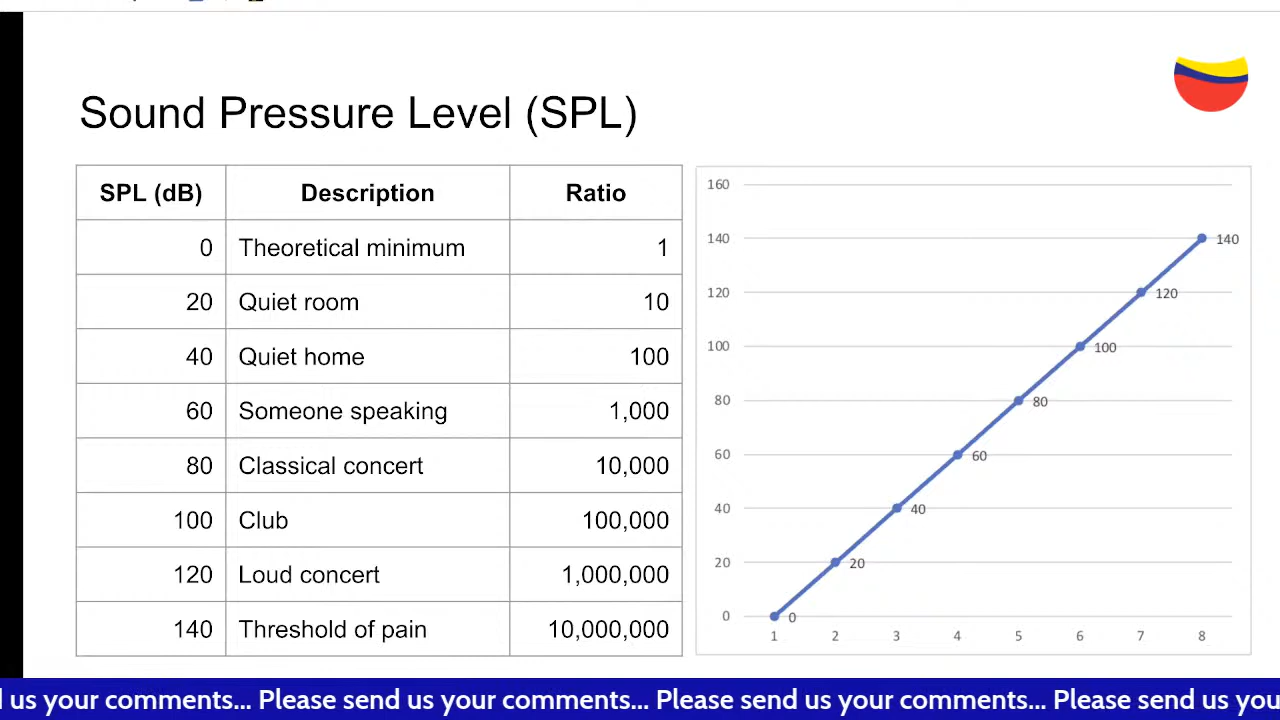 Sound Pressure Level (SPL)
SPL (dB) Description Ratio
0 Theoretical minimum 1
20 Quiet room 10
40 Quiet home 100
60 Someone speaking 1,000
80 Classical concert 10,000
100 Club 100,000
120 Loud concert 1,000,000
140 Threshold of pain 10,000,000
160
140
120
100
80
60
40
20
0
140
120
100
80
60
40
20
0
1 2 3 4 5 6 7 8
us your comments... Please send us your comments... Please send us your comments... Please send us you